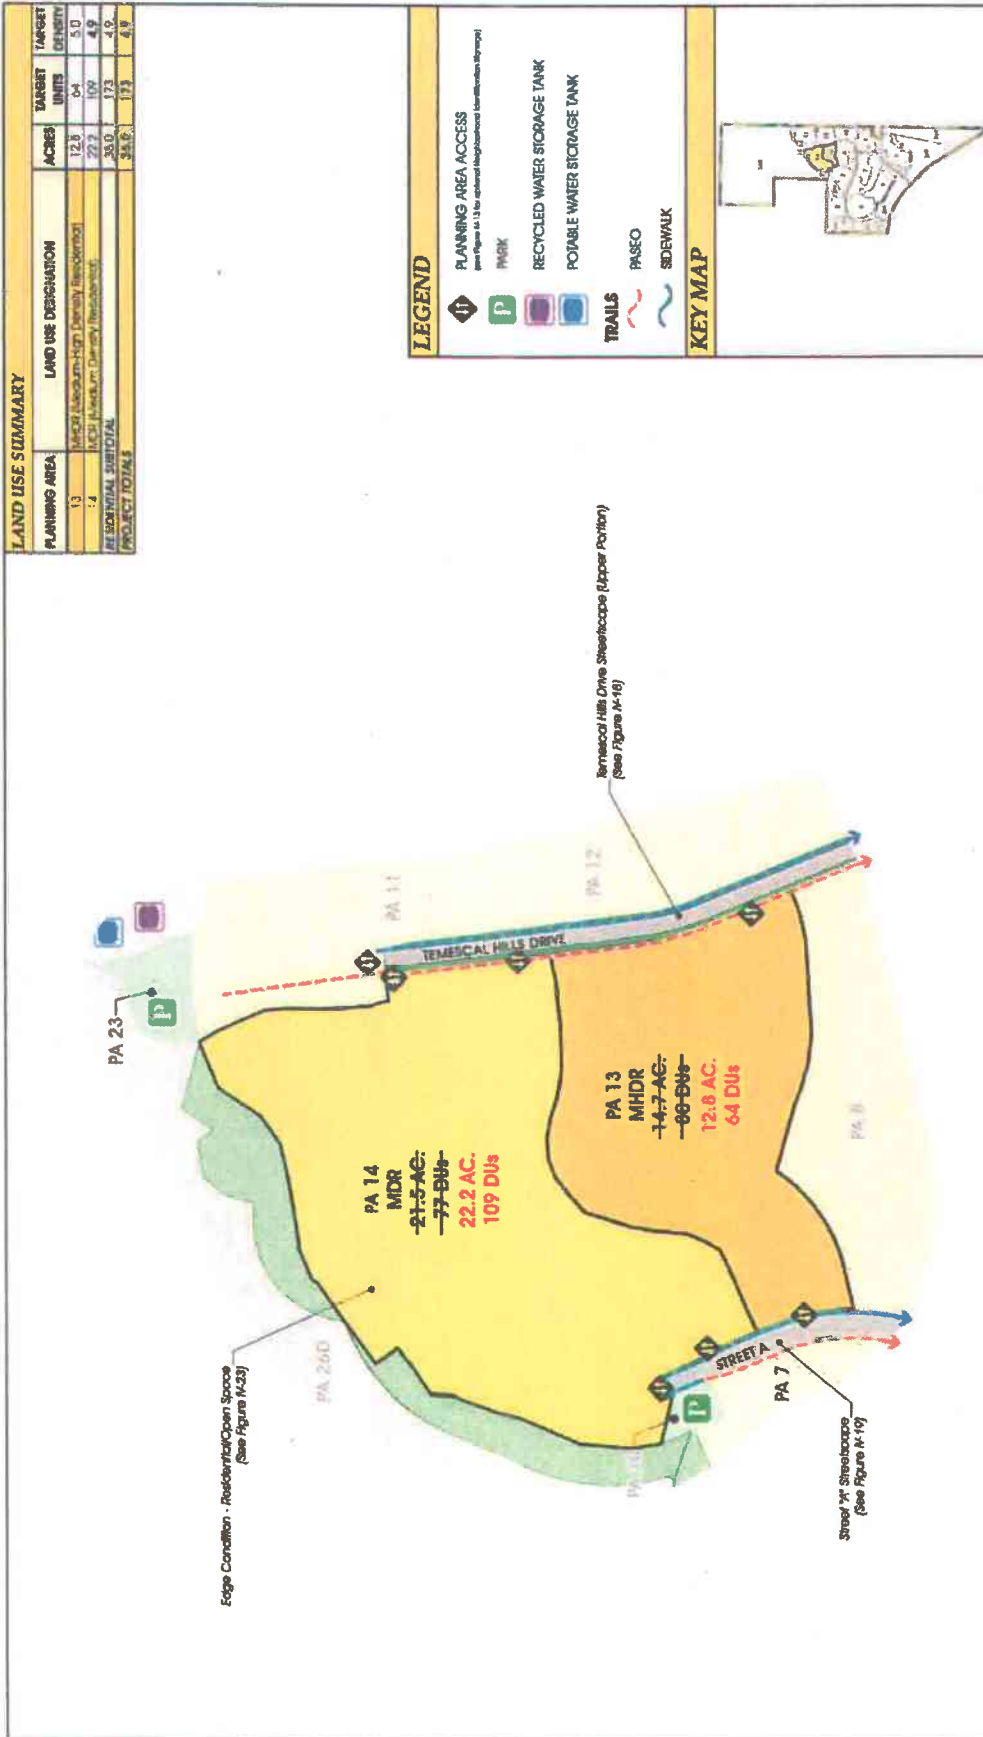 LAND USE SUMMARY
PLANNING AREA LAND USE DESIGNATION ACRES TARGET UNITS TARGET DENSITY
13 MHDR (Medium-High Density Residential) 12.8 64 5.0
14 MDR (Medium Density Residential) 22.2 109 4.9
RESIDENTIAL SUBTOTAL 173 4.9
PROJECT TOTALS 173 4.9
LEGEND
PLANNING AREA ACCESS
P PARK
RECYCLED WATER STORAGE TANK
POTABLE WATER STORAGE TANK
TRAILS
PASEO
SIDEWALK
KEY MAP
PA 23
P
PA 11
PA 12
TEMESCAL HILLS DRIVE
Temescal Hills Drive Streetscape (Upper Portion)
(See Figure IV-18)
PA 14
MDR
21.5 AC.
77 DUs
22.2 AC.
109 DUs
PA 13
MHDR
14.7 AC.
80 DUs
12.8 AC.
64 DUs
PA 8
Edge Condition - Residential/Open Space
(See Figure IV-23)
PA 26D
P
STREET A
PA 7
Street "A" Streetscape
(See Figure IV-19)